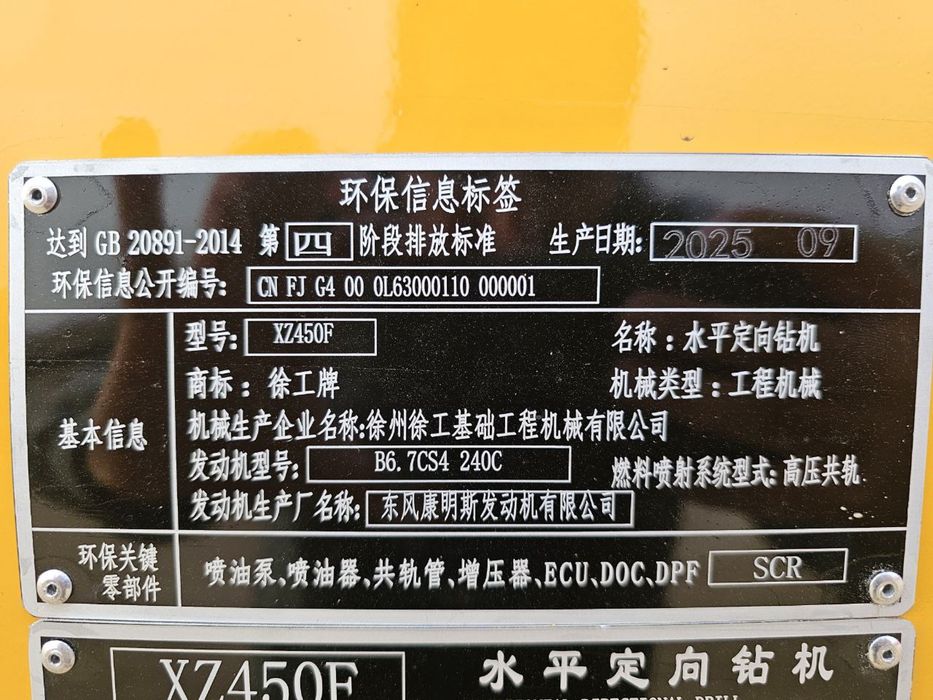 环保信息标签
达到 GB 20891-2014 第 四 阶段排放标准 生产日期: 2025 09
环保信息公开编号: CN FJ G4 00 0L63000110 000001
基本信息
型号: XZ450F 名称:水平定向钻机
商标:徐工牌 机械类型:工程机械
机械生产企业名称:徐州徐工基础工程机械有限公司
发动机型号: B6.7CS4 240C 燃料喷射系统型式:高压共轨
发动机生产厂名称: 东风康明斯发动机有限公司
环保关键
零部件
喷油泵、喷油器、共轨管、增压器、ECU、DOC、DPF SCR
XZ450F 水平定向钻机